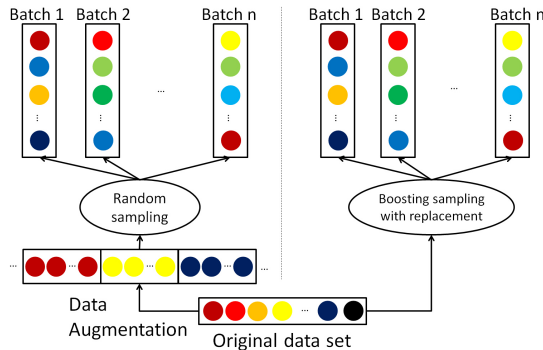 Batch 1 Batch 2 Batch n Batch 1 Batch 2 Batch n
... ...
... ... ... ... ... ...
Random
sampling
Boosting sampling
with replacement
... ... ... ... ...
Data
Augmentation
...
Original data set